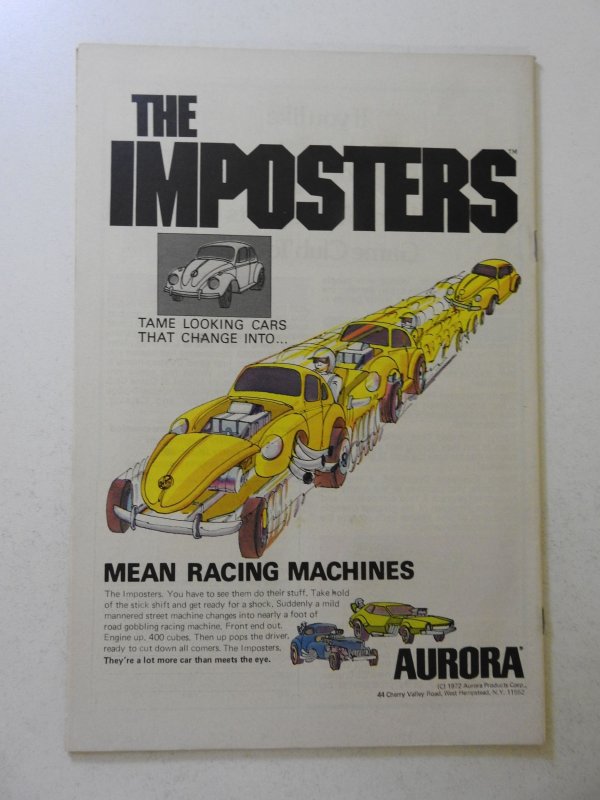 THE
IMPOSTERS™
TAME LOOKING CARS
THAT CHANGE INTO...
MEAN RACING MACHINES
The Imposters. You have to see them do their stuff. Take hold
of the stick shift and get ready for a shock. Suddenly a mild
mannered street machine changes into nearly a foot of
road gobbling racing machine. Front end out.
Engine up. 400 cubes. Then up pops the driver,
ready to cut down all comers. The Imposters.
They're a lot more car than meets the eye.
AURORA®
(C) 1972 Aurora Products Corp.,
44 Cherry Valley Road, West Hempstead, N.Y. 11552